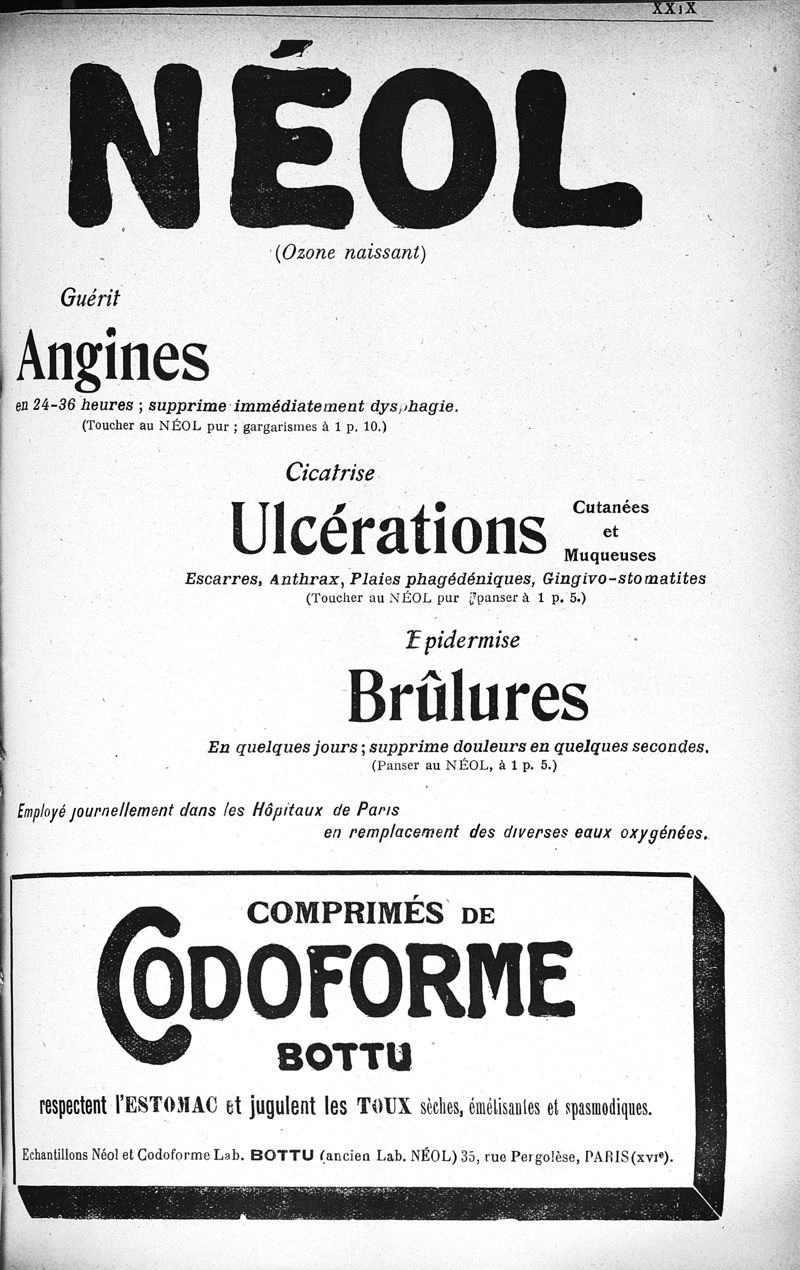 XXIX
NÉOL
(Ozone naissant)
Guérit
Angines
en 24-36 heures ; supprime immédiatement dysphagie.
(Toucher au NÉOL pur ; gargarismes à 1 p. 10.)
Cicatrise
Ulcérations
Cutanées
et
Muqueuses
Escarres, Anthrax, Plaies phagédéniques, Gingivo-stomatites
(Toucher au NÉOL pur ; panser à 1 p. 5.)
Epidermise
Brûlures
En quelques jours ; supprime douleurs en quelques secondes.
(Panser au NÉOL, à 1 p. 5.)
Employé journellement dans les Hôpitaux de Paris
en remplacement des diverses eaux oxygénées.
COMPRIMÉS DE
CODOFORME
BOTTU
respectent l'ESTOMAC et jugulent les TOUX sèches, émétisantes et spasmodiques.
Echantillons Néol et Codoforme Lab. BOTTU (ancien Lab. NÉOL) 35, rue Pergolèse, PARIS (XVIe).